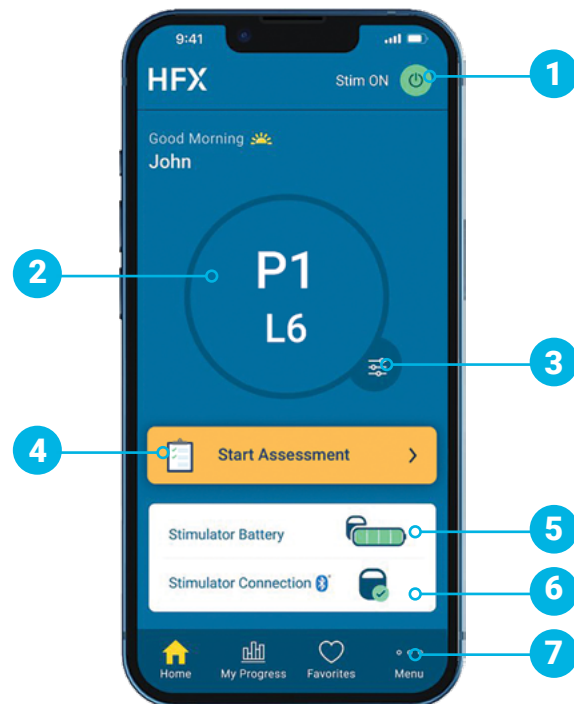 9:41
HFX
Stim ON
1
Good Morning
John
2
P1
L6
3
4
Start Assessment
Stimulator Battery
5
Stimulator Connection
6
7
Home
My Progress
Favorites
Menu